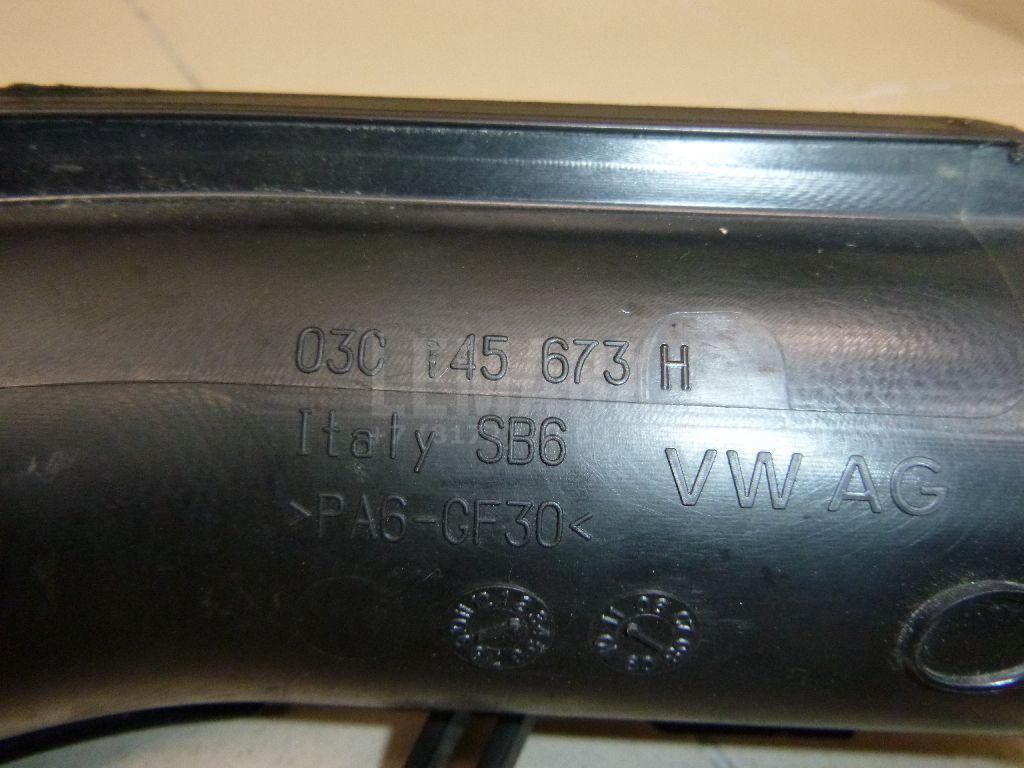 03C 145 673 H
Italy SB6
VW AG
>PA6-GF30<